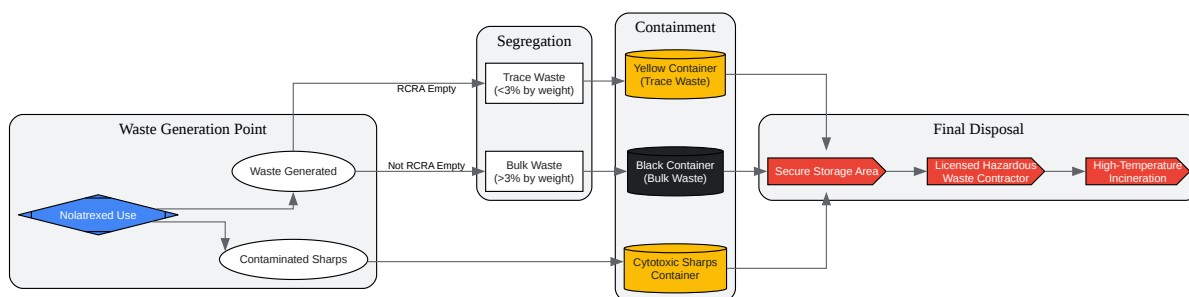 Waste Generation Point
Nolatrexed Use
Waste Generated
Contaminated Sharps
RCRA Empty
Not RCRA Empty
Segregation
Trace Waste
(<3% by weight)
Bulk Waste
(>3% by weight)
Containment
Yellow Container
(Trace Waste)
Black Container
(Bulk Waste)
Cytotoxic Sharps
Container
Final Disposal
Secure Storage Area
Licensed Hazardous
Waste Contractor
High-Temperature
Incineration